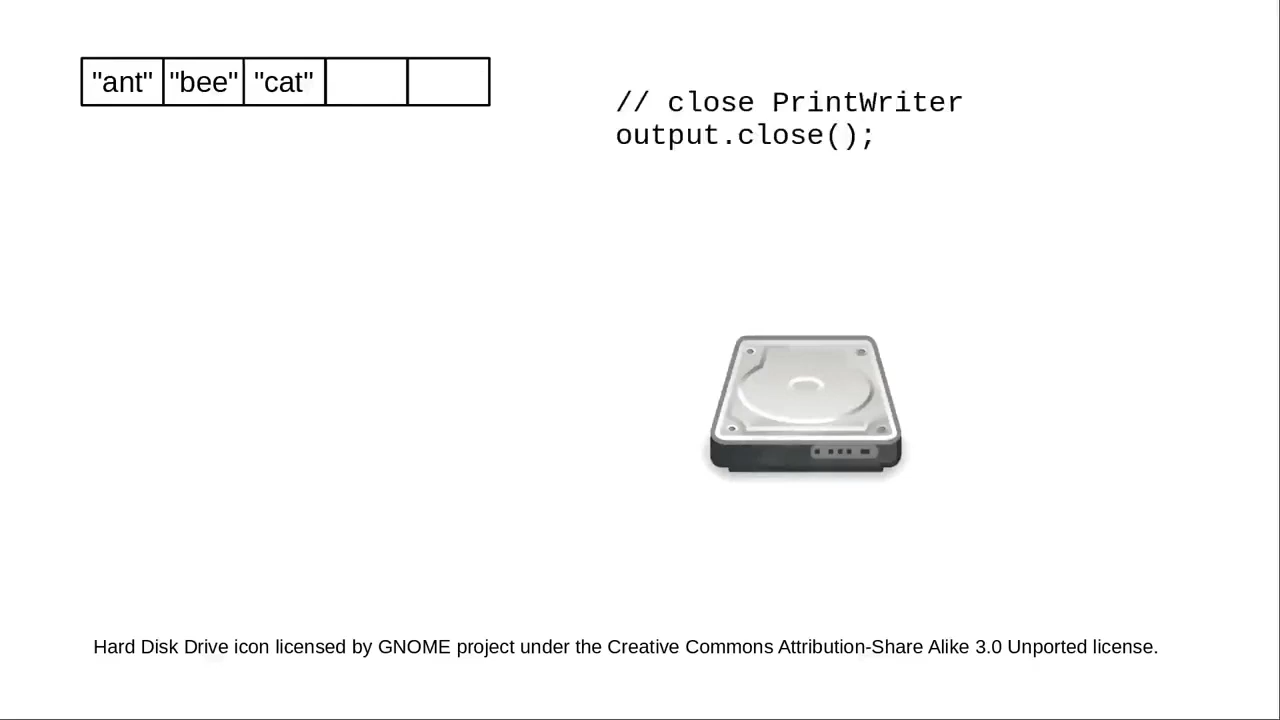 "ant" "bee" "cat"
// close PrintWriter
output.close();
Hard Disk Drive icon licensed by GNOME project under the Creative Commons Attribution-Share Alike 3.0 Unported license.